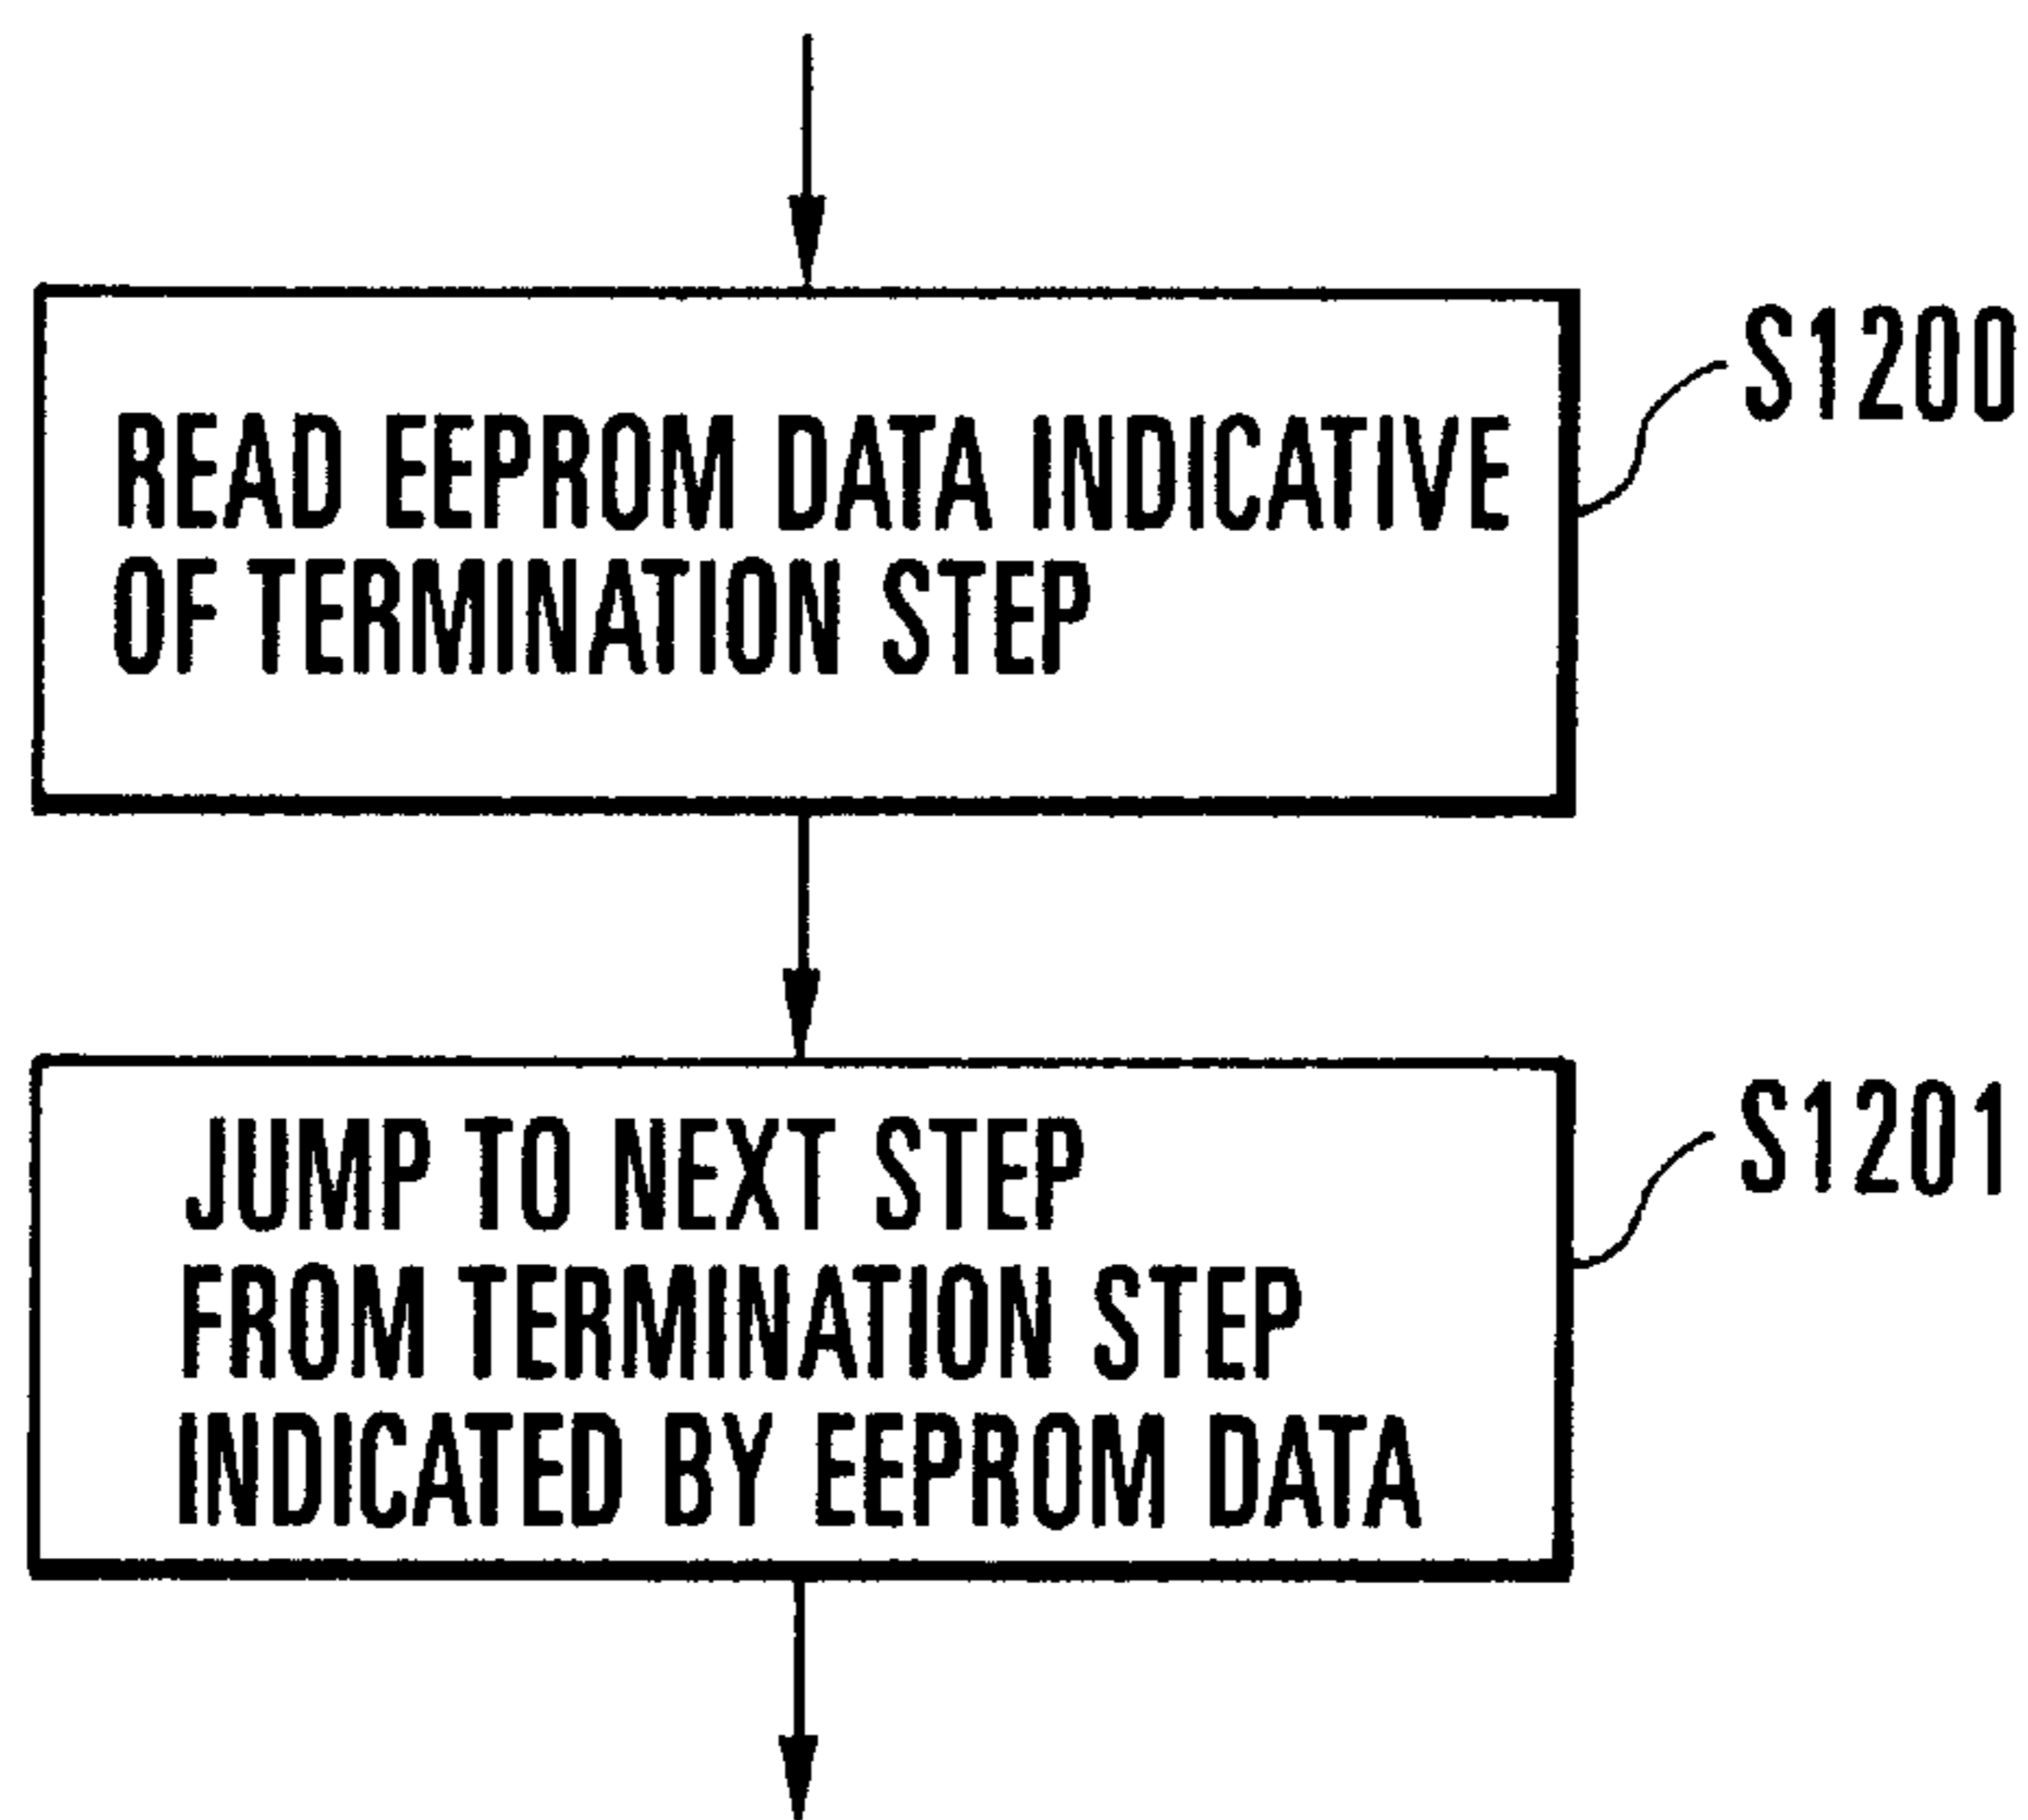 S1200
READ EEPROM DATA INDICATIVE
OF TERMINATION STEP
S1201
JUMP TO NEXT STEP
FROM TERMINATION STEP
INDICATED BY EEPROM DATA